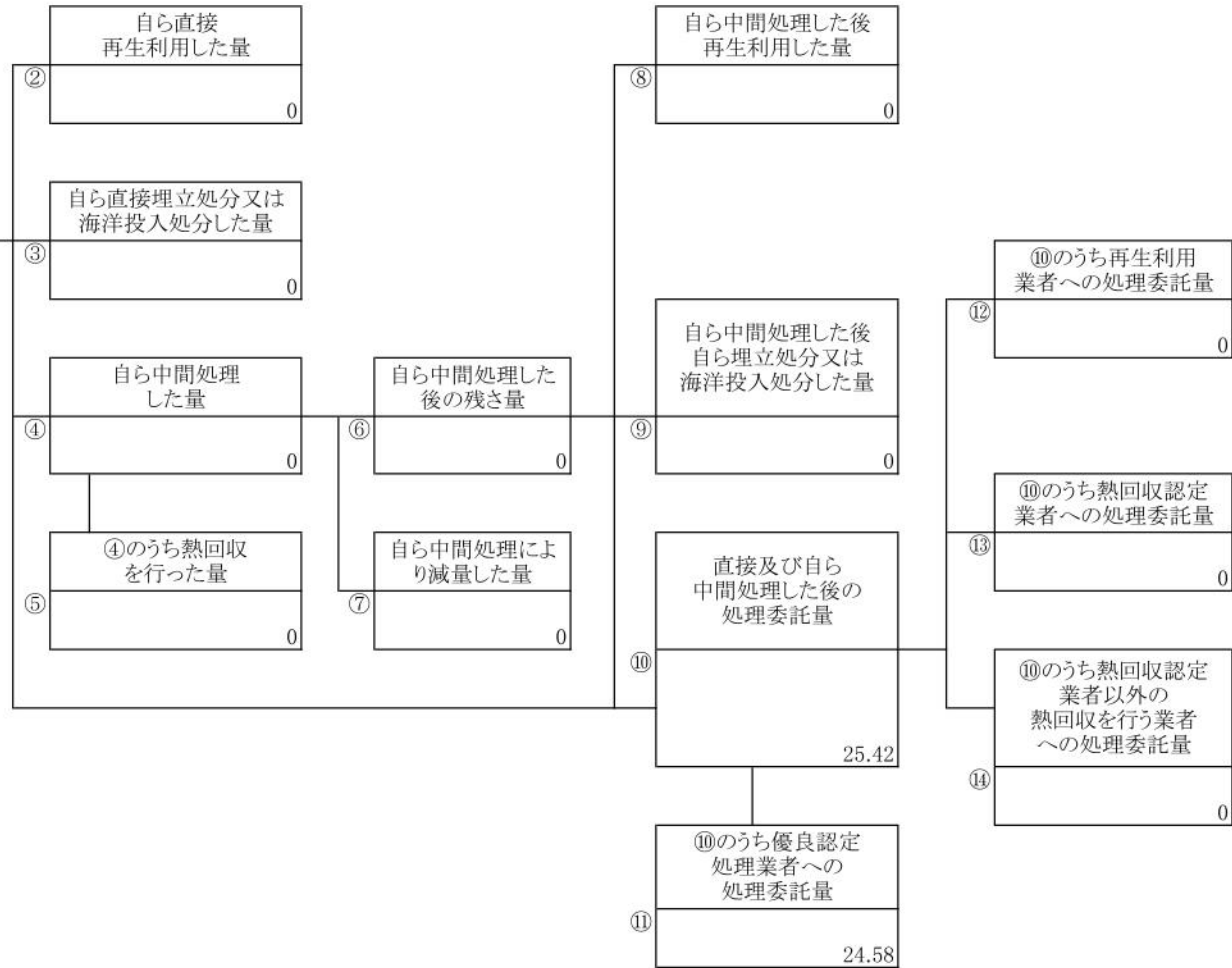 自ら直接
再生利用した量
②
0
自ら中間処理した後
再生利用した量
⑧
0
自ら直接埋立処分又は
海洋投入処分した量
③
0
⑩のうち再生利用
業者への処理委託量
⑫
0
自ら中間処理した後
自ら埋立処分又は
海洋投入処分した量
⑨
0
自ら中間処理
した量
④
0
自ら中間処理した
後の残さ量
⑥
0
⑩のうち熱回収認定
業者への処理委託量
⑬
0
④のうち熱回収
を行った量
⑤
0
自ら中間処理によ
り減量した量
⑦
0
直接及び自ら
中間処理した後の
処理委託量
⑩
25.42
⑩のうち熱回収認定
業者以外の
熱回収を行う業者
への処理委託量
⑭
0
⑩のうち優良認定
処理業者への
処理委託量
⑪
24.58